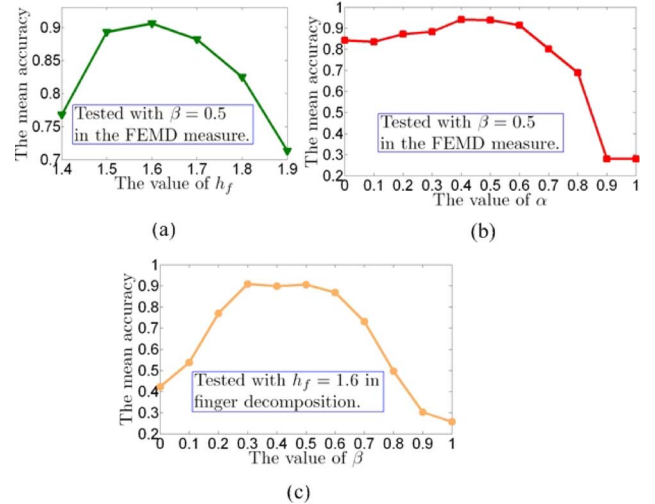 The mean accuracy
0.9
0.85
0.8
0.75
0.7
Tested with β = 0.5
in the FEMD measure.
1.4 1.5 1.6 1.7 1.8 1.9
The value of h_f
(a)
The mean accuracy
1
0.9
0.8
0.7
0.6
0.5
0.4
0.3
0.2
Tested with β = 0.5
in the FEMD measure.
0 0.1 0.2 0.3 0.4 0.5 0.6 0.7 0.8 0.9 1
The value of α
(b)
The mean accuracy
1
0.9
0.8
0.7
0.6
0.5
0.4
0.3
0.2
Tested with h_f = 1.6 in
finger decomposition.
0 0.1 0.2 0.3 0.4 0.5 0.6 0.7 0.8 0.9 1
The value of β
(c)